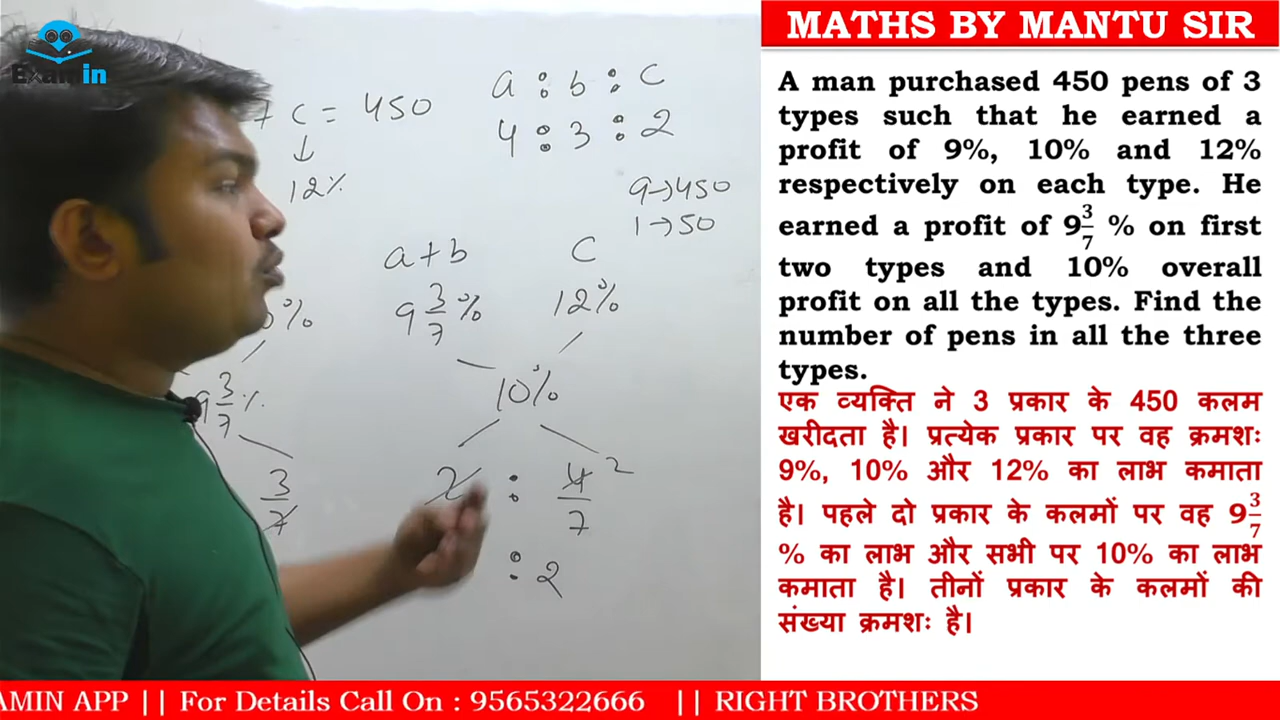 MATHS BY MANTU SIR
Examin
A man purchased 450 pens of 3
types such that he earned a
profit of 9%, 10% and 12%
respectively on each type. He
earned a profit of 9 3/7 % on first
two types and 10% overall
profit on all the types. Find the
number of pens in all the three
types.
एक व्यक्ति ने 3 प्रकार के 450 कलम
खरीदता है। प्रत्येक प्रकार पर वह क्रमशः
9%, 10% और 12% का लाभ कमाता
है। पहले दो प्रकार के कलमों पर वह 9 3/7
% का लाभ और सभी पर 10% का लाभ
कमाता है। तीनों प्रकार के कलमों की
संख्या क्रमशः है।
+ c = 450
↓
12%
a : b : c
4 : 3 : 2
9→450
1→50
a+b c
9 3/7 % 12%
10%
2 : 4/7 2
: 2
%
9 3/7 %
3/7
AMIN APP || For Details Call On : 9565322666 || RIGHT BROTHERS